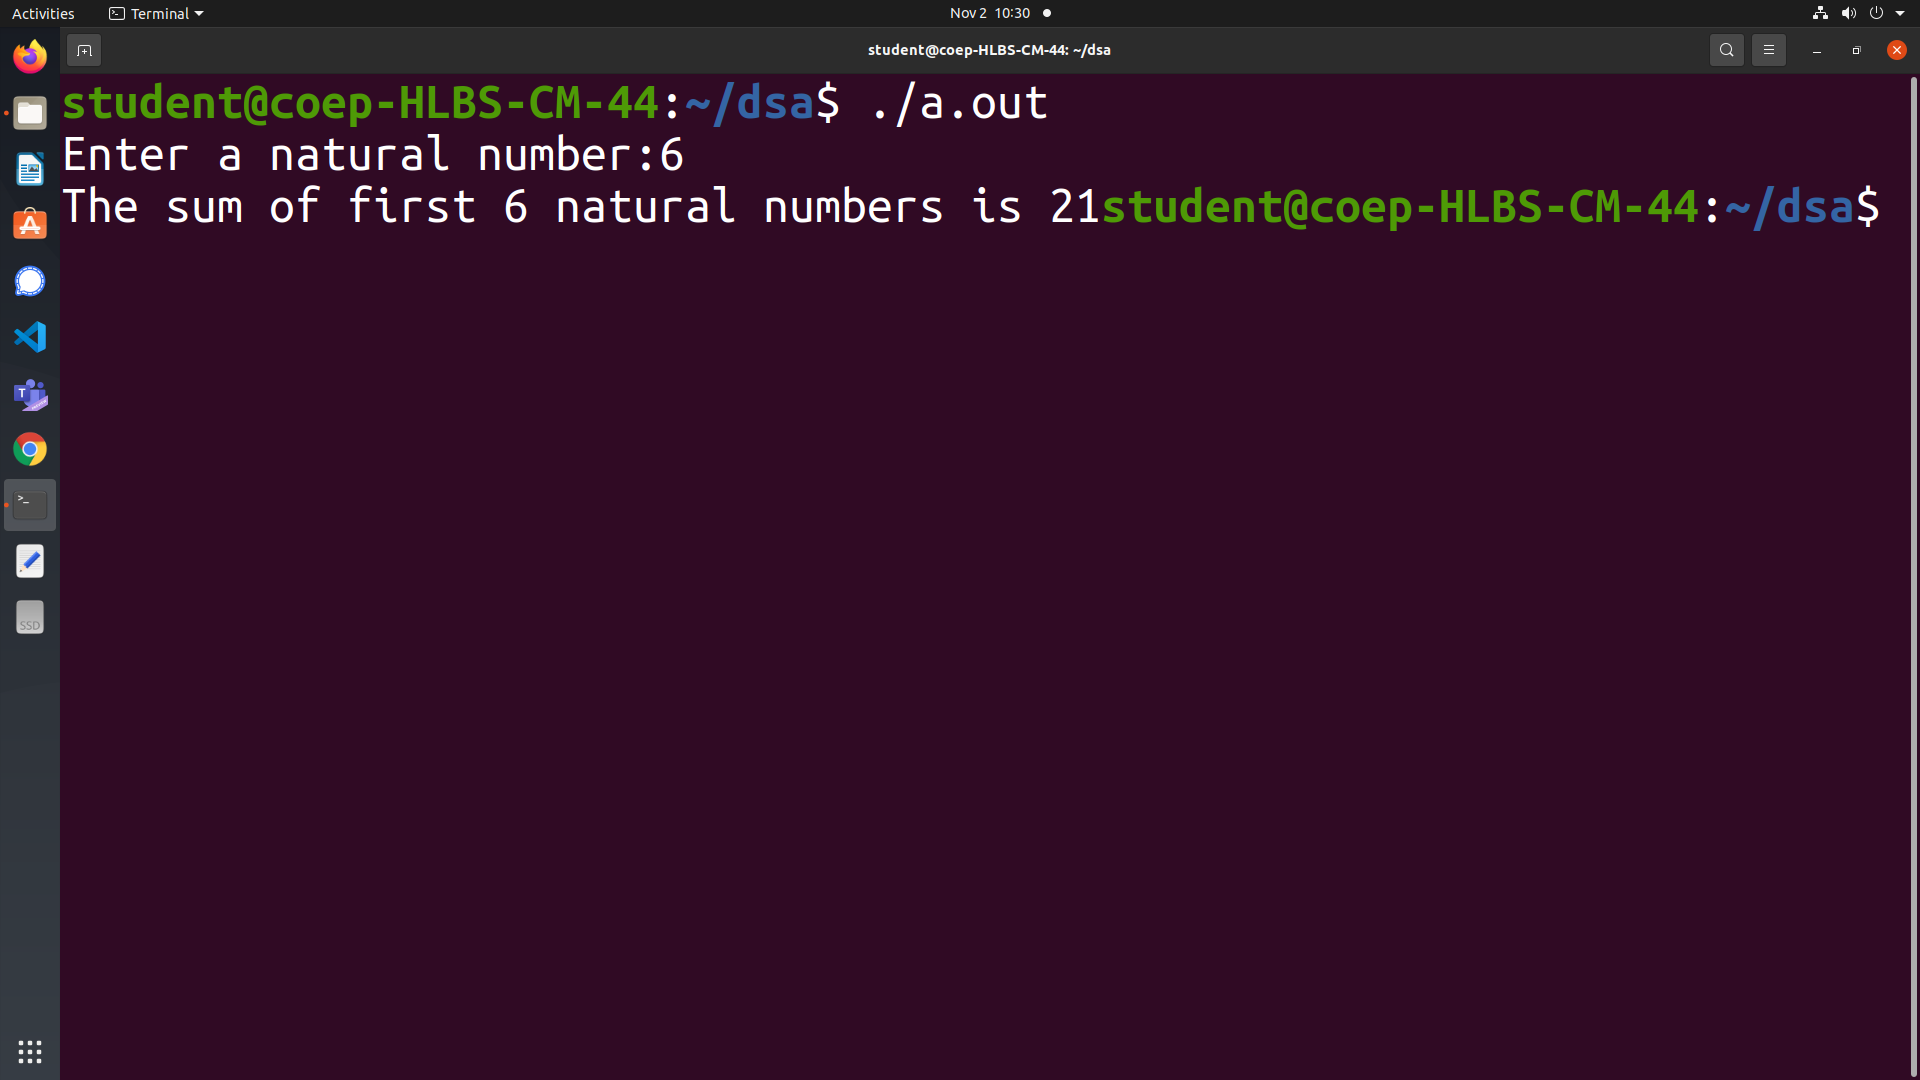 Activities
Terminal
Nov 2 10:30
student@coep-HLBS-CM-44: ~/dsa
student@coep-HLBS-CM-44:~/dsa$ ./a.out
Enter a natural number:6
The sum of first 6 natural numbers is 21student@coep-HLBS-CM-44:~/dsa$
T
>_
SSD